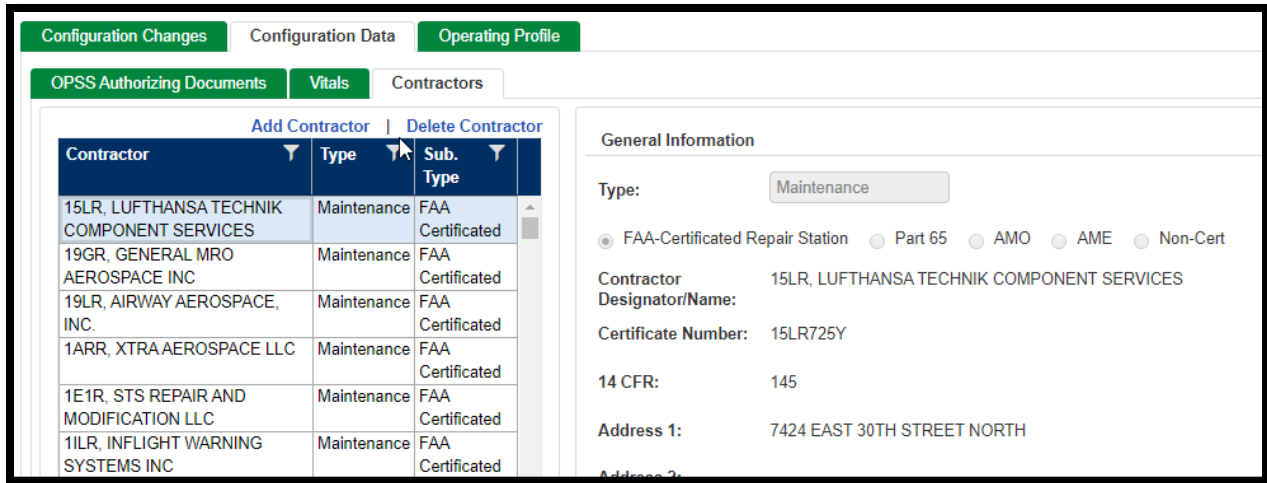 Configuration Changes Configuration Data Operating Profile
OPSS Authorizing Documents Vitals Contractors
Add Contractor | Delete Contractor
Contractor Type Sub. Type
15LR, LUFTHANSA TECHNIK COMPONENT SERVICES Maintenance FAA Certificated
19GR, GENERAL MRO AEROSPACE INC Maintenance FAA Certificated
19LR, AIRWAY AEROSPACE, INC. Maintenance FAA Certificated
1ARR, XTRA AEROSPACE LLC Maintenance FAA Certificated
1E1R, STS REPAIR AND MODIFICATION LLC Maintenance FAA Certificated
1ILR, INFLIGHT WARNING SYSTEMS INC Maintenance FAA Certificated
General Information
Type: Maintenance
FAA-Certificated Repair Station Part 65 AMO AME Non-Cert
Contractor Designator/Name: 15LR, LUFTHANSA TECHNIK COMPONENT SERVICES
Certificate Number: 15LR725Y
14 CFR: 145
Address 1: 7424 EAST 30TH STREET NORTH
Address 2: